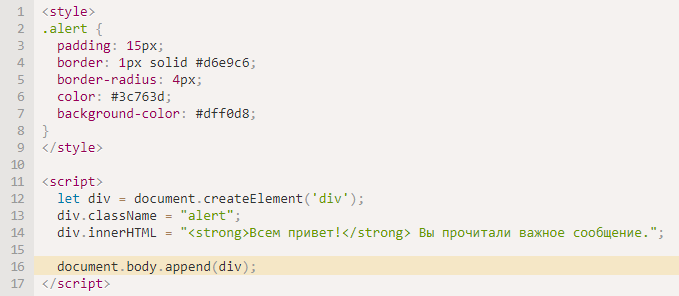 1 <style>
2 .alert {
3   padding: 15px;
4   border: 1px solid #d6e9c6;
5   border-radius: 4px;
6   color: #3c763d;
7   background-color: #dff0d8;
8 }
9 </style>
10
11 <script>
12   let div = document.createElement('div');
13   div.className = "alert";
14   div.innerHTML = "<strong>Всем привет!</strong> Вы прочитали важное сообщение.";
15
16   document.body.append(div);
17 </script>